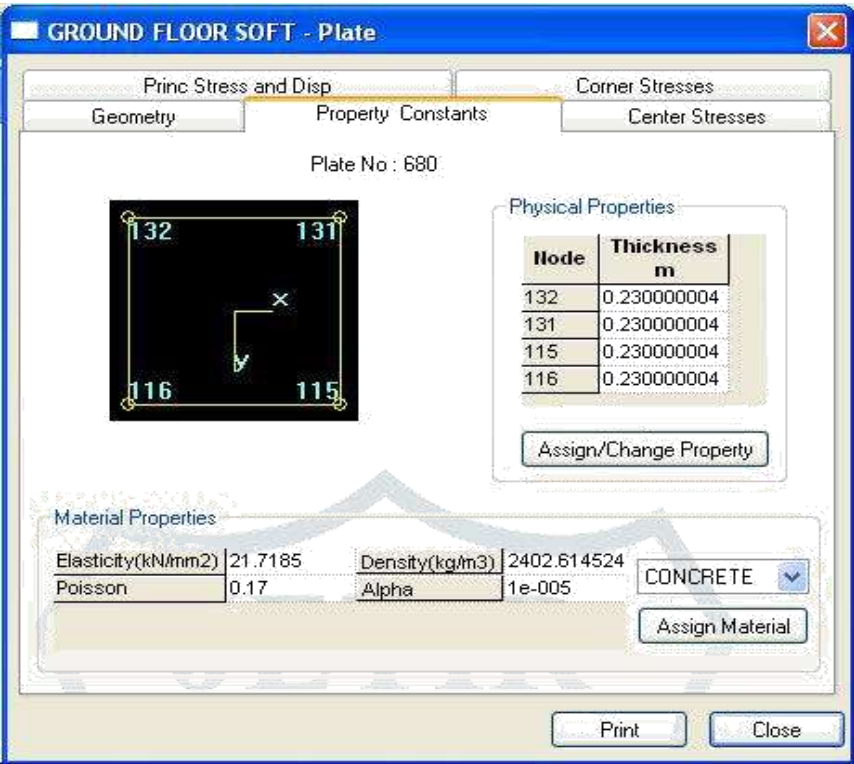 GROUND FLOOR SOFT - Plate
Princ Stress and Disp Corner Stresses
Geometry Property Constants Center Stresses
Plate No : 680
132 131
x
y
116 115
Physical Properties
Node Thickness m
132 0.230000004
131 0.230000004
115 0.230000004
116 0.230000004
Assign/Change Property
Material Properties
Elasticity(kN/mm2) 21.7185 Density(kg/m3) 2402.614524
Poisson 0.17 Alpha 1e-005
CONCRETE
Assign Material
JETIR
Print Close